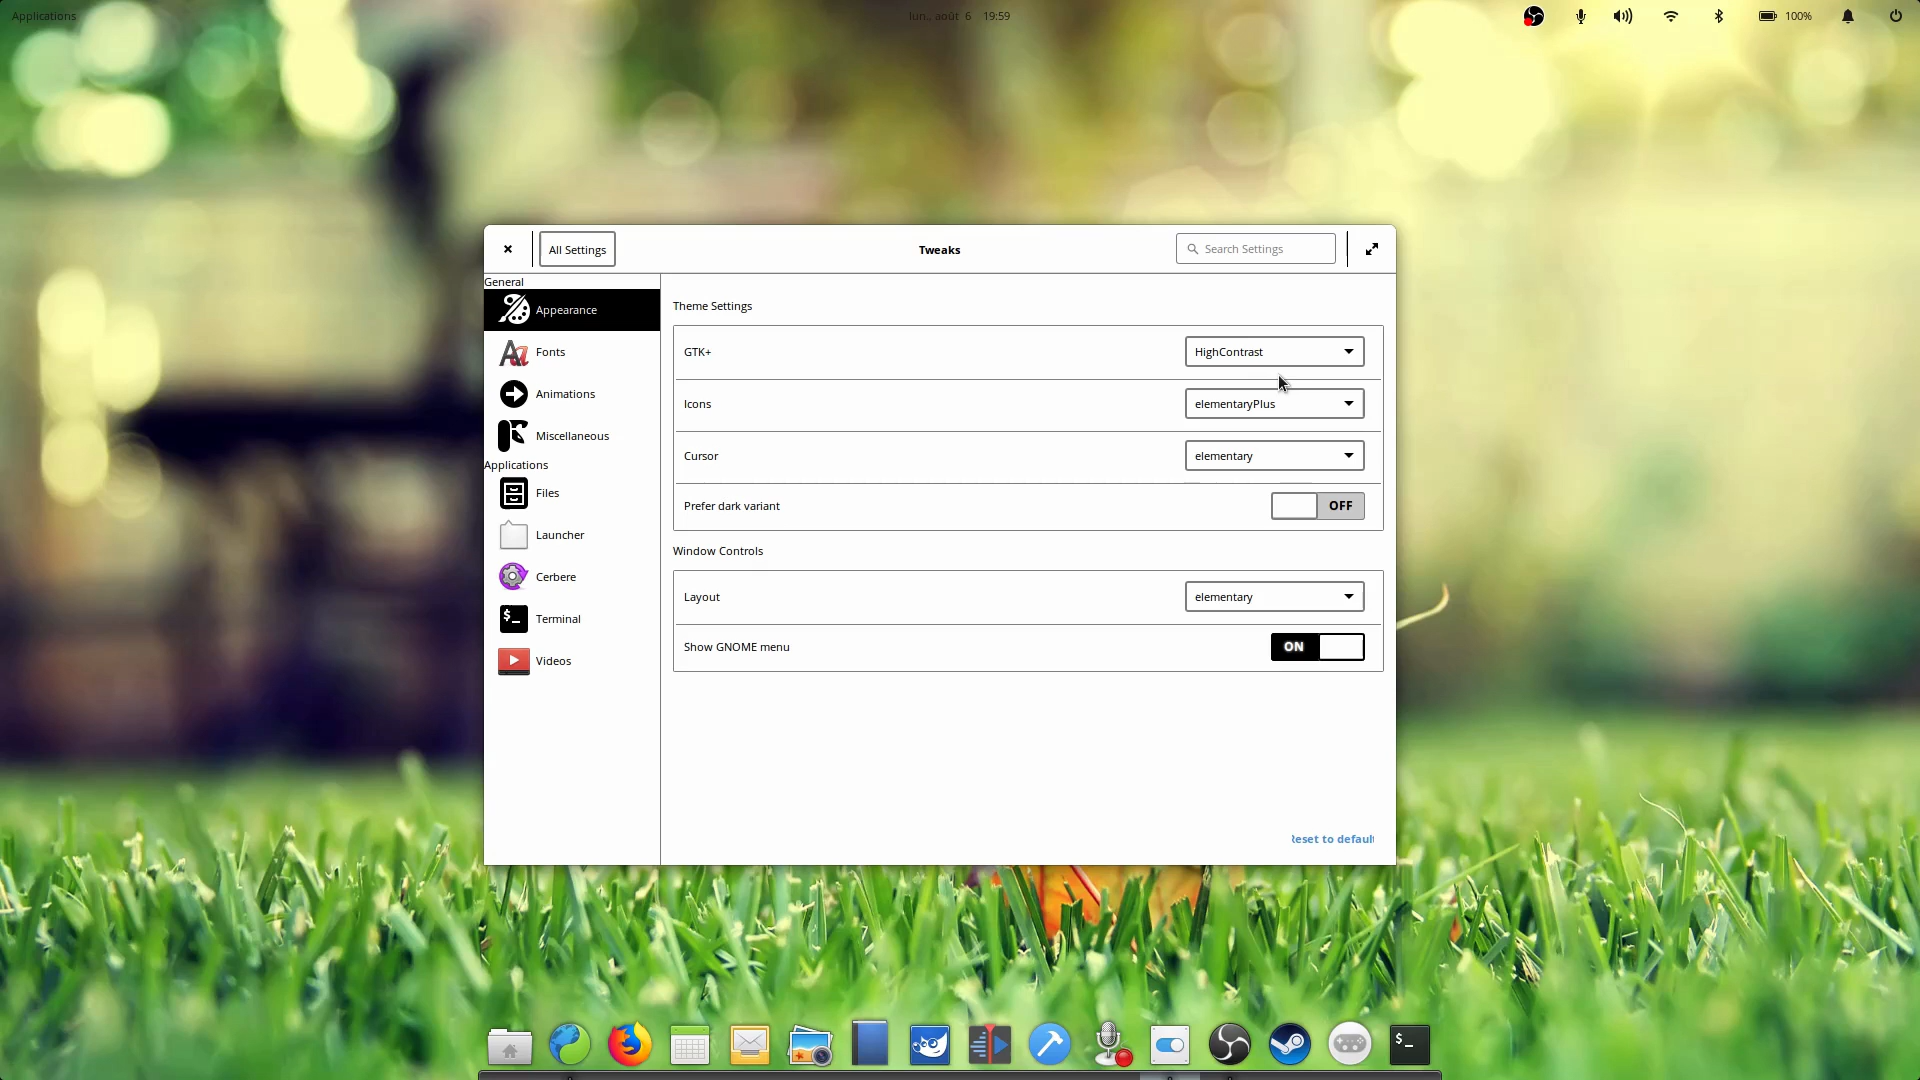 Applications
lun., août 6 19:59
100%
All Settings
Tweaks
Search Settings
General
Appearance
Fonts
Animations
Miscellaneous
Applications
Files
Launcher
Cerbere
Terminal
Videos
Theme Settings
GTK+
HighContrast
Icons
elementaryPlus
Cursor
elementary
Prefer dark variant
OFF
Window Controls
Layout
elementary
Show GNOME menu
ON
Reset to default